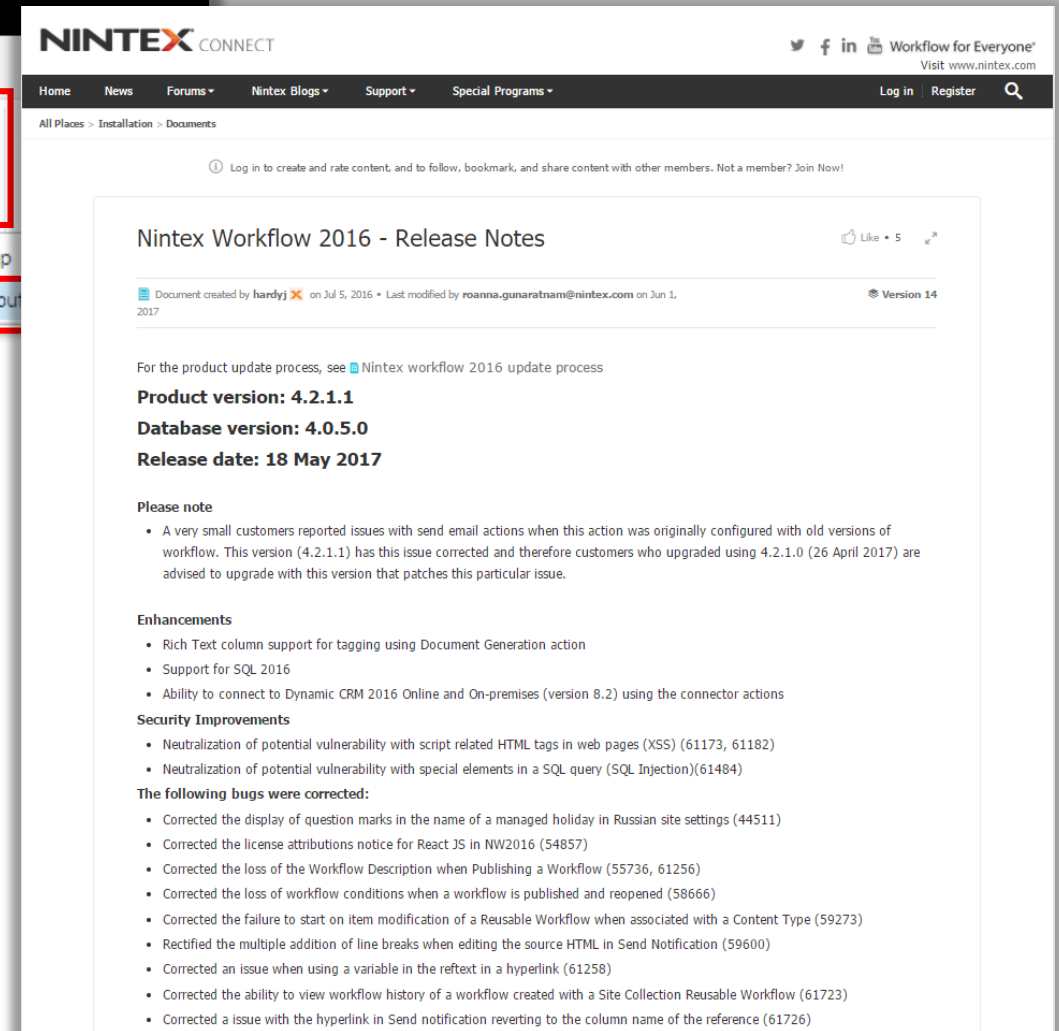 NINTEX CONNECT
You
Workflow for Everyone®
Visit www.nintex.com
Home News Forums Nintex Blogs Support Special Programs Log in Register
All Places > Installation > Documents
Log in to create and rate content, and to follow, bookmark, and share content with other members. Not a member? Join Now!
Nintex Workflow 2016 - Release Notes
Like • 5
Document created by hardyj on Jul 5, 2016 • Last modified by roanna.gunaratnam@nintex.com on Jun 1,
2017
Version 14
For the product update process, see Nintex workflow 2016 update process
Product version: 4.2.1.1
Database version: 4.0.5.0
Release date: 18 May 2017
Please note
• A very small customers reported issues with send email actions when this action was originally configured with old versions of
workflow. This version (4.2.1.1) has this issue corrected and therefore customers who upgraded using 4.2.1.0 (26 April 2017) are
advised to upgrade with this version that patches this particular issue.
Enhancements
• Rich Text column support for tagging using Document Generation action
• Support for SQL 2016
• Ability to connect to Dynamic CRM 2016 Online and On-premises (version 8.2) using the connector actions
Security Improvements
• Neutralization of potential vulnerability with script related HTML tags in web pages (XSS) (61173, 61182)
• Neutralization of potential vulnerability with special elements in a SQL query (SQL Injection)(61484)
The following bugs were corrected:
• Corrected the display of question marks in the name of a managed holiday in Russian site settings (44511)
• Corrected the license attributions notice for React JS in NW2016 (54857)
• Corrected the loss of the Workflow Description when Publishing a Workflow (55736, 61256)
• Corrected the loss of workflow conditions when a workflow is published and reopened (58666)
• Corrected the failure to start on item modification of a Reusable Workflow when associated with a Content Type (59273)
• Rectified the multiple addition of line breaks when editing the source HTML in Send Notification (59600)
• Corrected an issue when using a variable in the reftext in a hyperlink (61258)
• Corrected the ability to view workflow history of a workflow created with a Site Collection Reusable Workflow (61723)
• Corrected a issue with the hyperlink in Send notification reverting to the column name of the reference (61726)